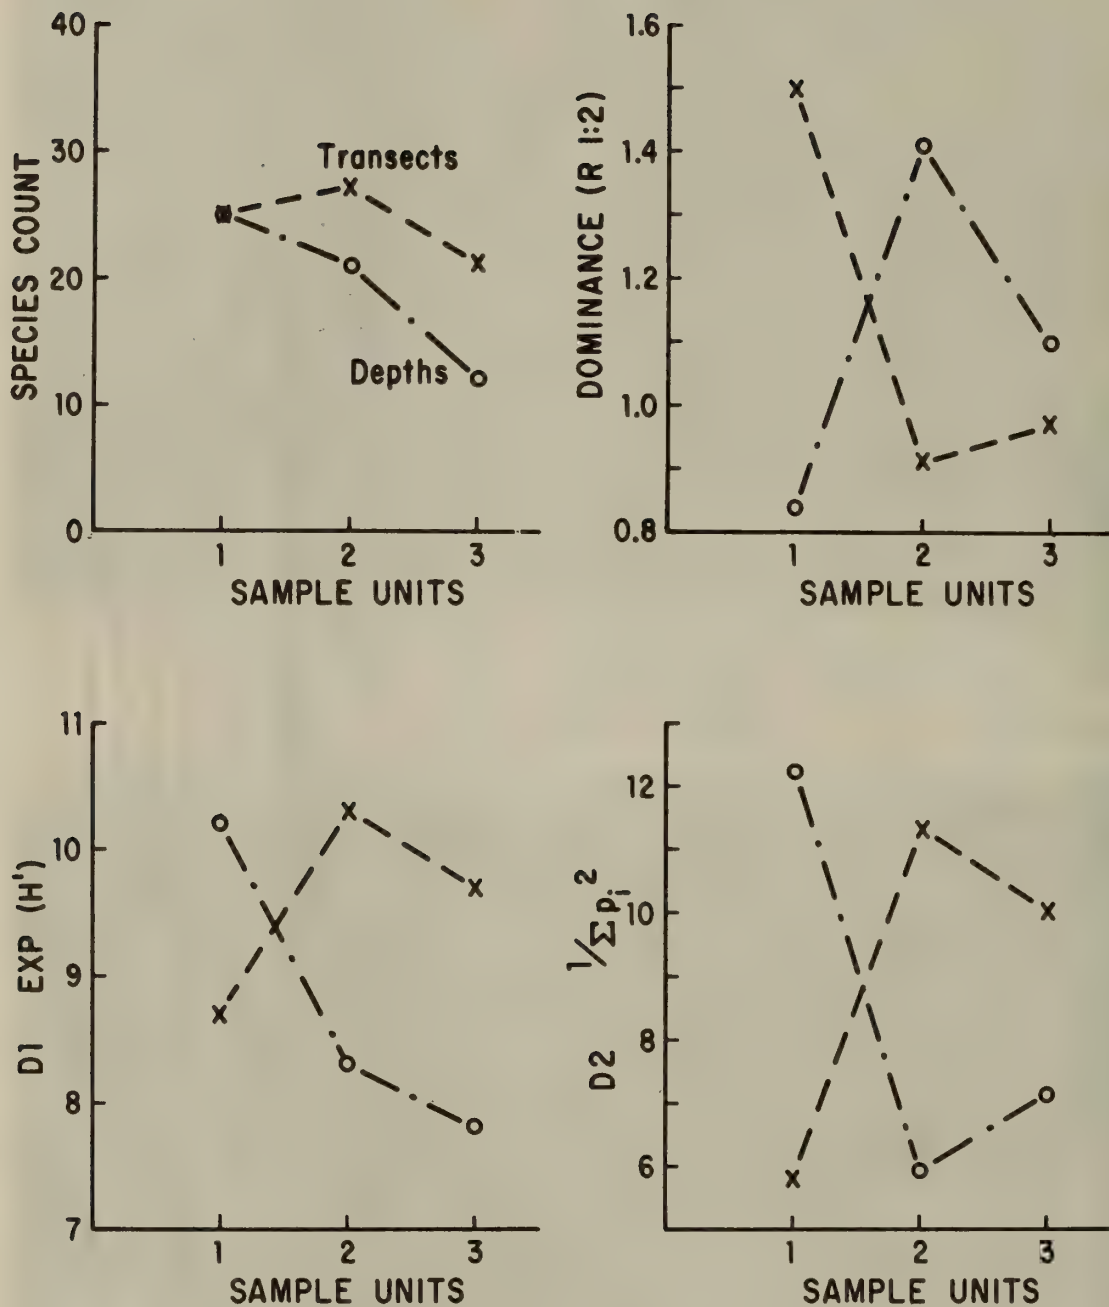 SPECIES COUNT
40
30
20
10
0
Transects
Depths
1 2 3
SAMPLE UNITS
DOMINANCE (R 1:2)
1.6
1.4
1.2
1.0
0.8
1 2 3
SAMPLE UNITS
D1 EXP (H')
11
10
9
8
7
1 2 3
SAMPLE UNITS
D2 1/Σpi²
12
10
8
6
1 2 3
SAMPLE UNITS